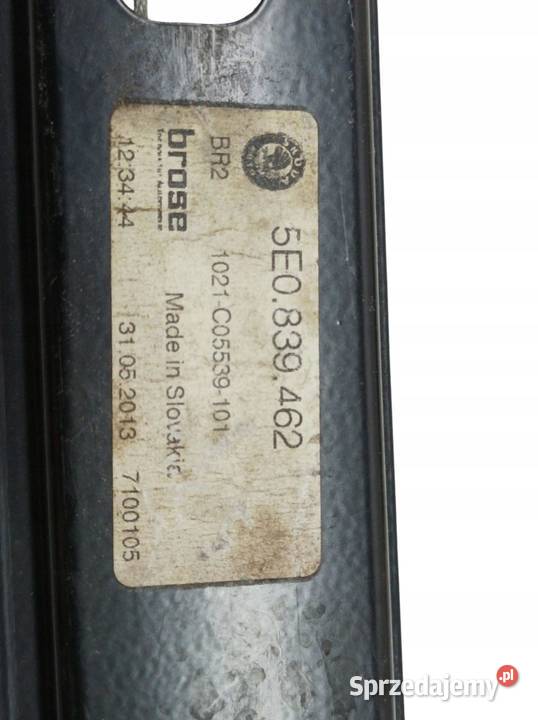 ŠKODA
5E0.839.462
BR2 1021-C05539-101
brose Made in Slovakia
12:34:44 31.05.2013 7100105
Sprzedajemy.pl